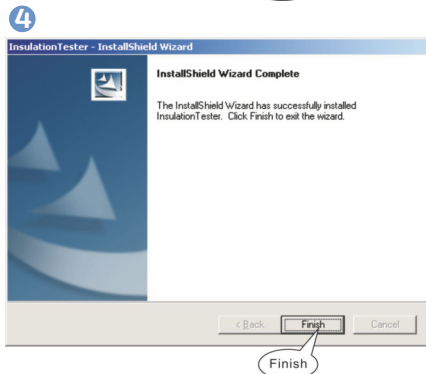 4
InsulationTester - InstallShield Wizard
InstallShield Wizard Complete
The InstallShield Wizard has successfully installed
InsulationTester. Click Finish to exit the wizard.
< Back
Finish
Cancel
Finish